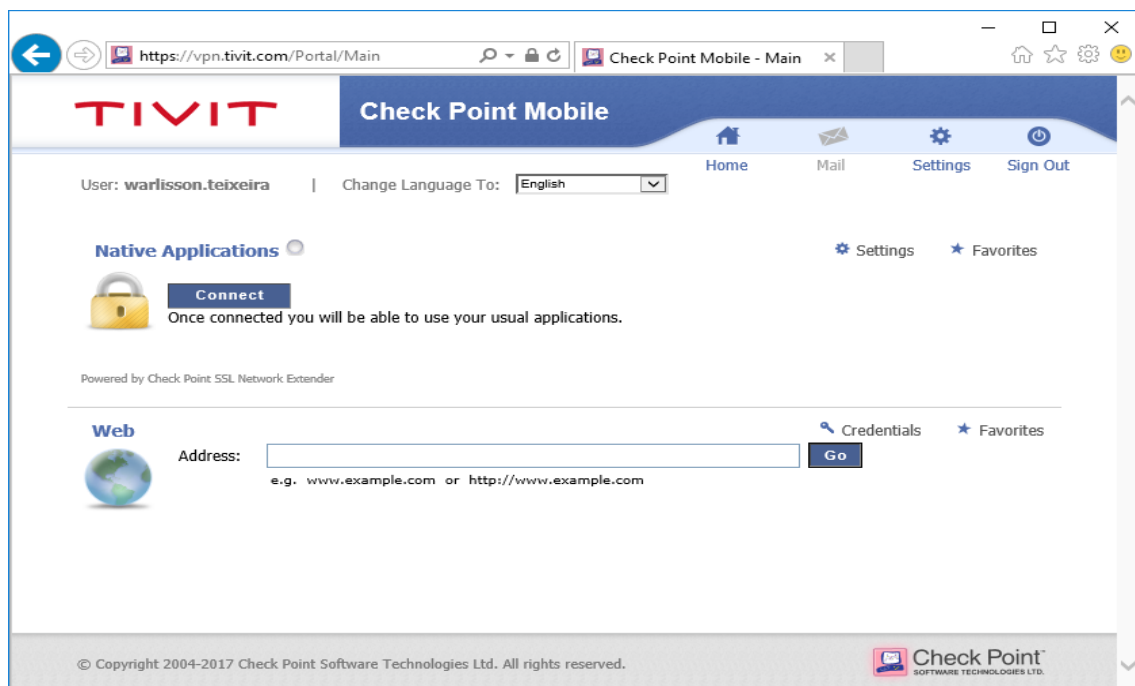 https://vpn.tivit.com/Portal/Main
Check Point Mobile - Main
TIVIT
Check Point Mobile
Home
Mail
Settings
Sign Out
User: warlisson.teixeira | Change Language To: English
Native Applications
Settings
Favorites
Connect
Once connected you will be able to use your usual applications.
Powered by Check Point SSL Network Extender
Web
Credentials
Favorites
Address:
Go
e.g. www.example.com or http://www.example.com
© Copyright 2004-2017 Check Point Software Technologies Ltd. All rights reserved.
Check Point
SOFTWARE TECHNOLOGIES LTD.